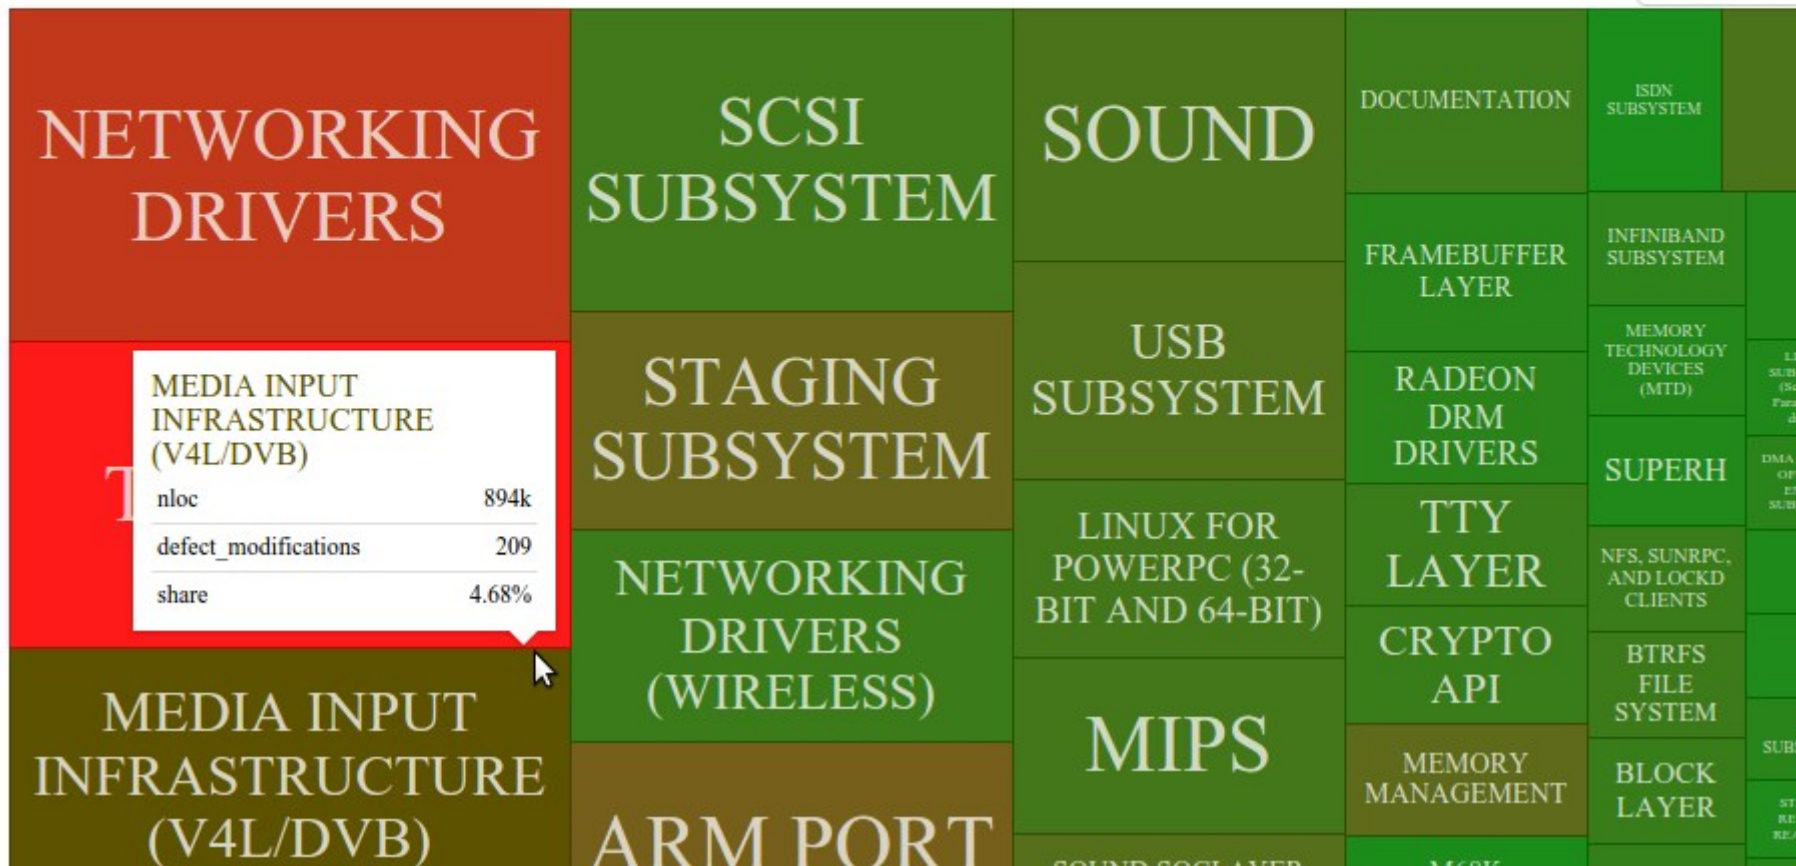 NETWORKING
DRIVERS
MEDIA INPUT
INFRASTRUCTURE
(V4L/DVB)
nloc 894k
defect_modifications 209
share 4.68%
MEDIA INPUT
INFRASTRUCTURE
(V4L/DVB)
SCSI
SUBSYSTEM
STAGING
SUBSYSTEM
NETWORKING
DRIVERS
(WIRELESS)
ARM PORT
SOUND
USB
SUBSYSTEM
LINUX FOR
POWERPC (32-
BIT AND 64-BIT)
MIPS
DOCUMENTATION
FRAMEBUFFER
LAYER
RADEON
DRM
DRIVERS
TTY
LAYER
CRYPTO
API
MEMORY
MANAGEMENT
M68K
ISDN
SUBSYSTEM
INFINIBAND
SUBSYSTEM
MEMORY
TECHNOLOGY
DEVICES
(MTD)
SUPERH
NFS, SUNRPC,
AND LOCKD
CLIENTS
BTRFS
FILE
SYSTEM
BLOCK
LAYER
DMA